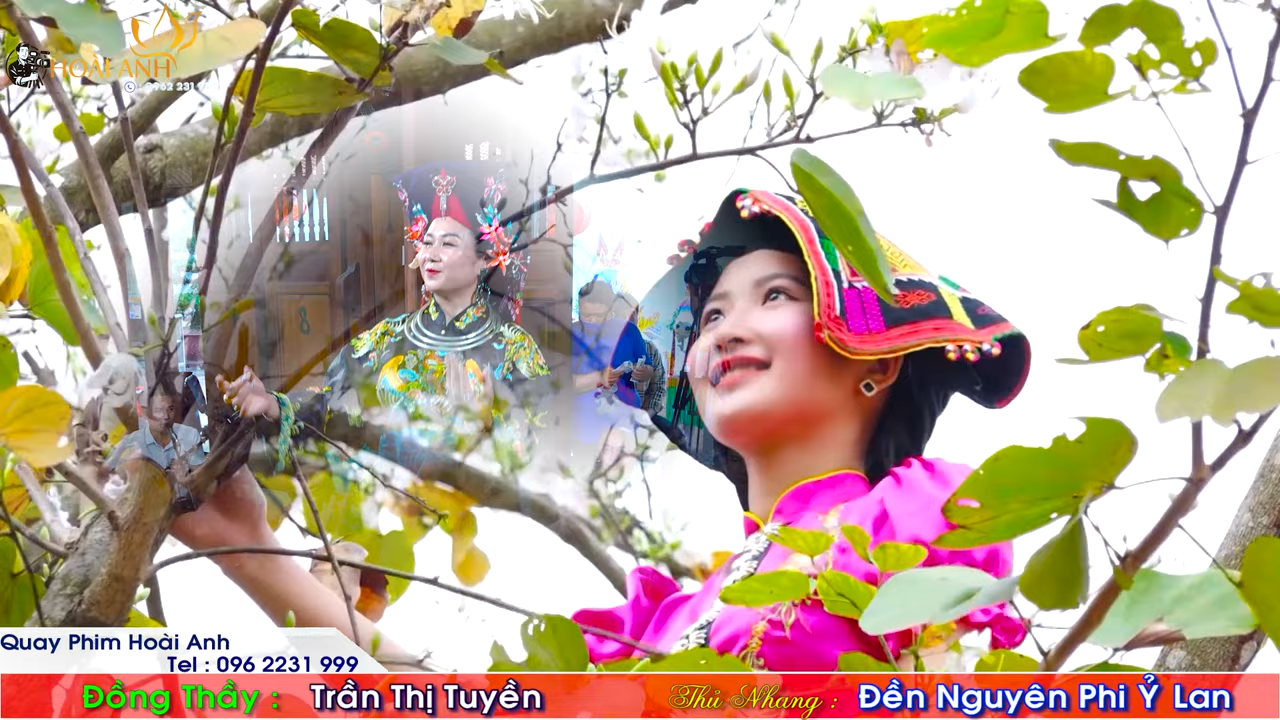 HOÀI ANH
Quay Phim Hoài Anh
Tel : 096 2231 999
Đồng Thầy : Trần Thị Tuyền
Thủ Nhang : Đền Nguyên Phi Ỷ Lan
8